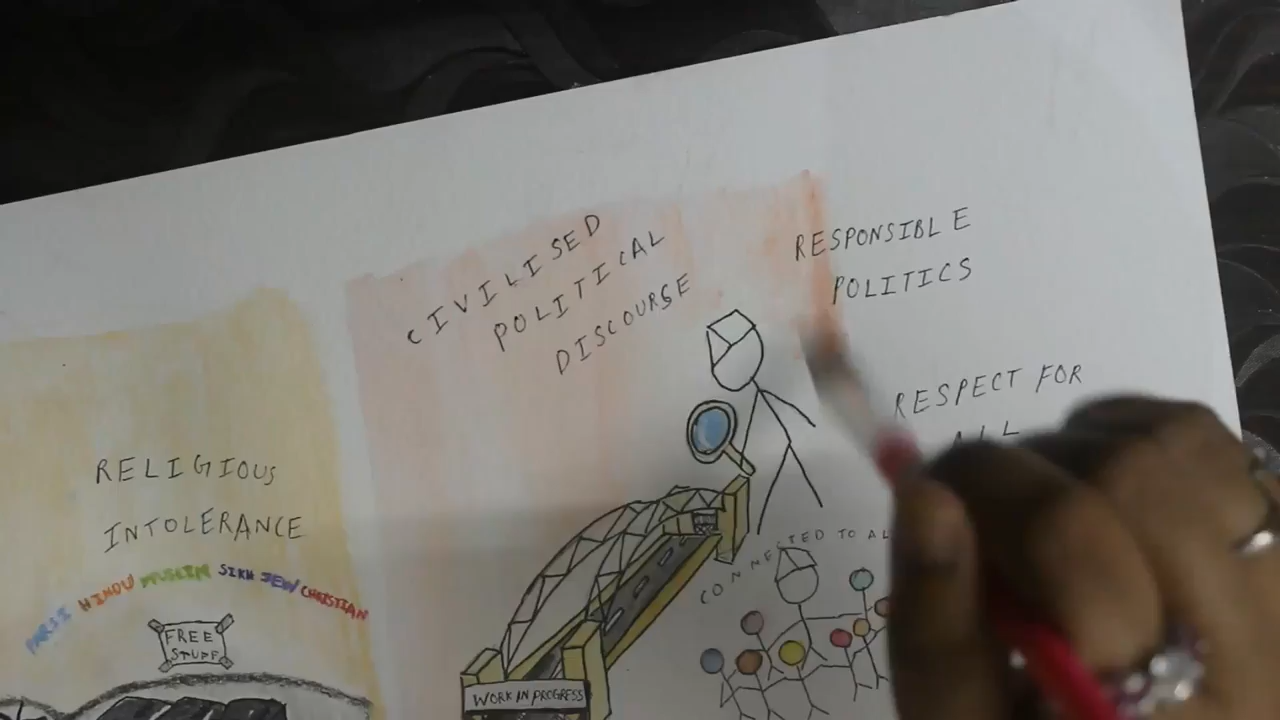 CIVILISED
POLITICAL
DISCOURSE
RESPONSIBLE
POLITICS
RESPECT FOR
ALL
RELIGIOUS
INTOLERANCE
PARSI HINDU MUSLIM SIKH JEW CHRISTIAN
FREE
STUFF
CONNECTED TO AL
WORK IN PROGRESS